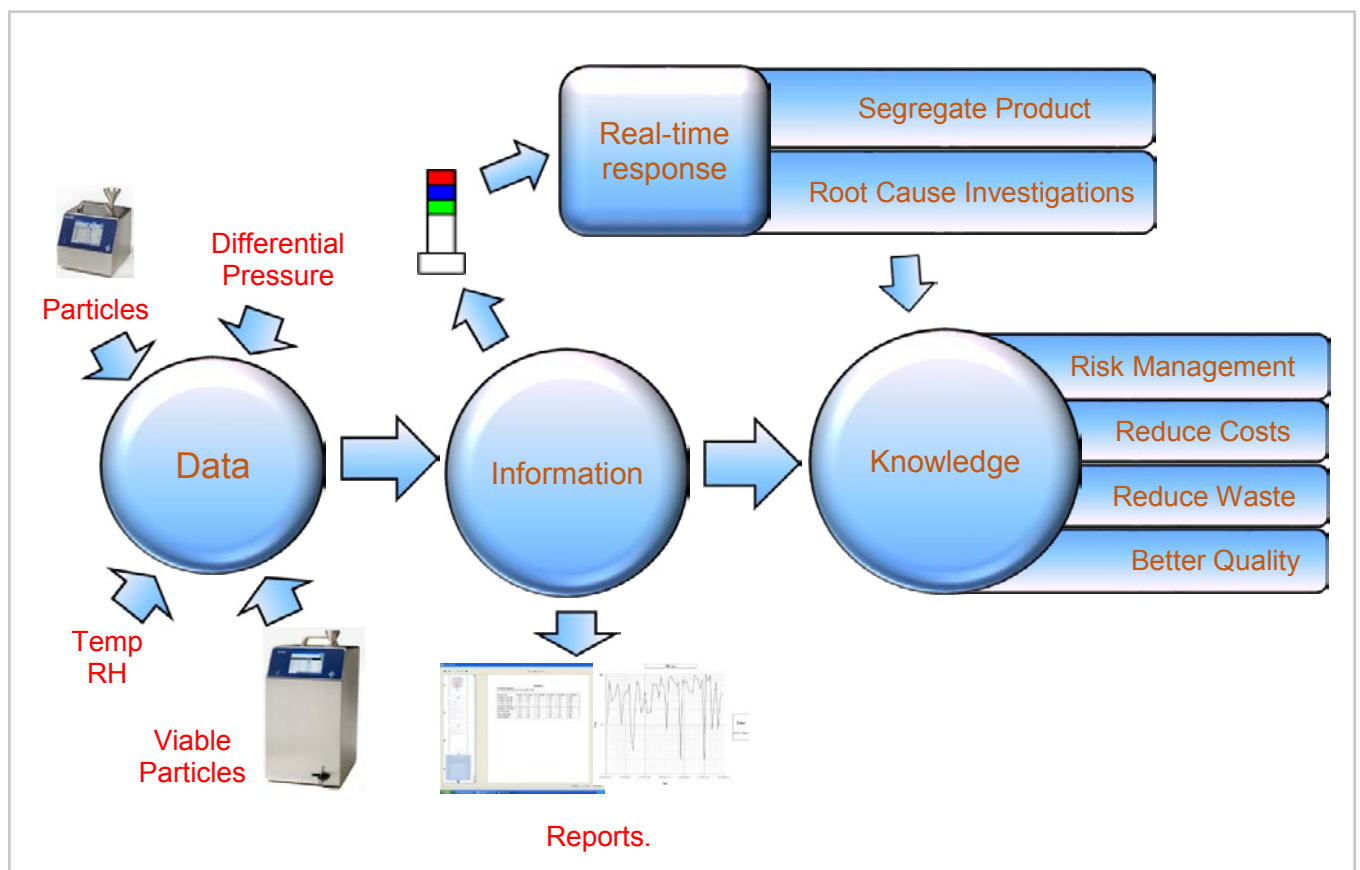 Segregate Product
Real-time
response
Root Cause Investigations
Differential
Pressure
Particles
Risk Management
Reduce Costs
Data
Information
Knowledge
Reduce Waste
Better Quality
Temp
RH
Viable
Particles
Reports.